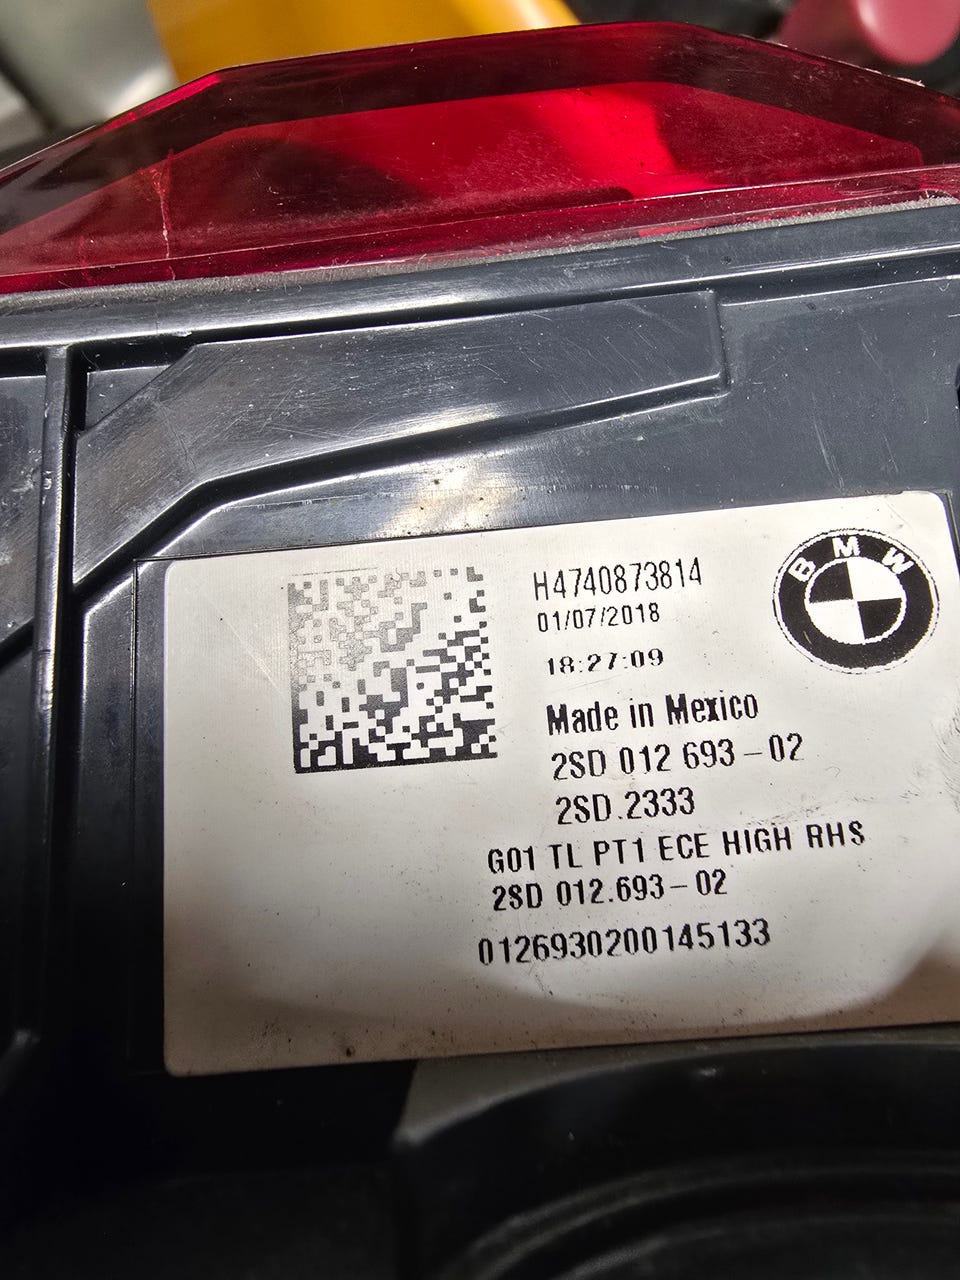 H4740873814
01/07/2018
18:27:09
BMW
Made in Mexico
2SD 012 693-02
2SD.2333
G01 TL PT1 ECE HIGH RHS
2SD 012.693-02
0126930200145133